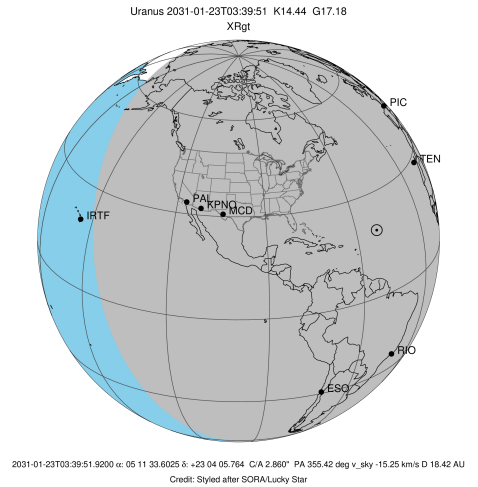 Uranus 2031-01-23T03:39:51 K14.44 G17.18
XRgt
PIC
TEN
PAL
KPNO
MCD
IRTF
RIO
ESO
2031-01-23T03:39:51.9200 α: 05 11 33.6025 δ: +23 04 05.764 C/A 2.860" PA 355.42 deg v_sky -15.25 km/s D 18.42 AU
Credit: Styled after SORA/Lucky Star